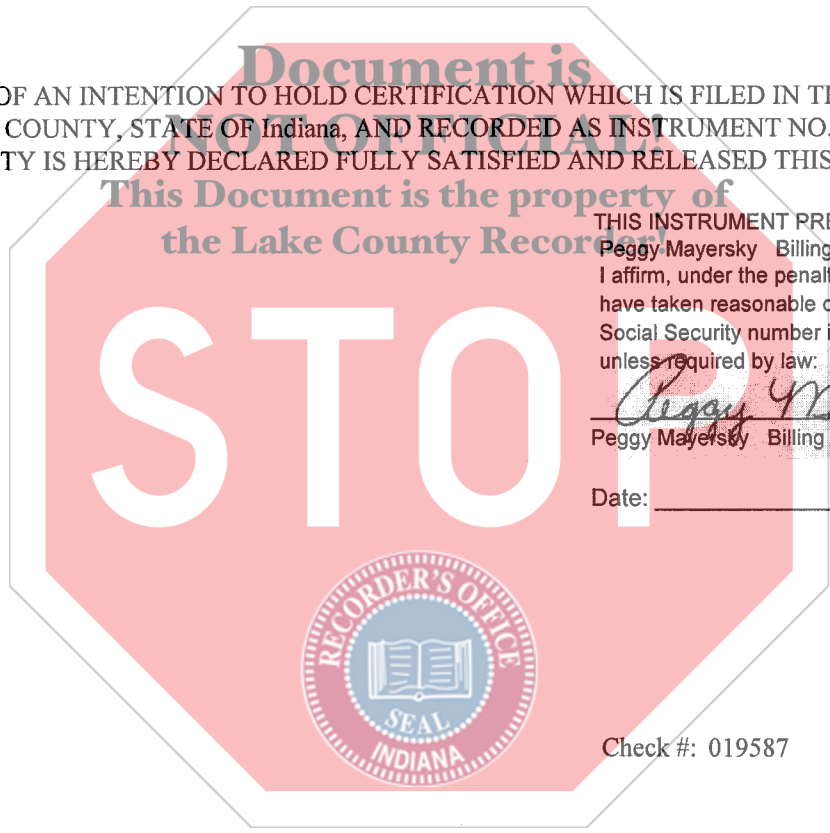 Document is
OF AN INTENTION TO HOLD CERTIFICATION WHICH IS FILED IN
COUNTY, STATE OF Indiana, AND RECORDED AS INSTRUMENT NO.
NOT OFFICIAL!
TY IS HEREBY DECLARED FULLY SATISFIED AND RELEASED THIS
This Document is the property of
the Lake County Recorder!
THIS INSTRUMENT PRE
Peggy Mayersky Billing
I affirm, under the penal
have taken reasonable
Social Security number
unless required by law:
STOP
Peggy
Peggy Mayersky Billing
Date:
RECORDER'S OFFICE
SEAL
INDIANA
Check #: 019587